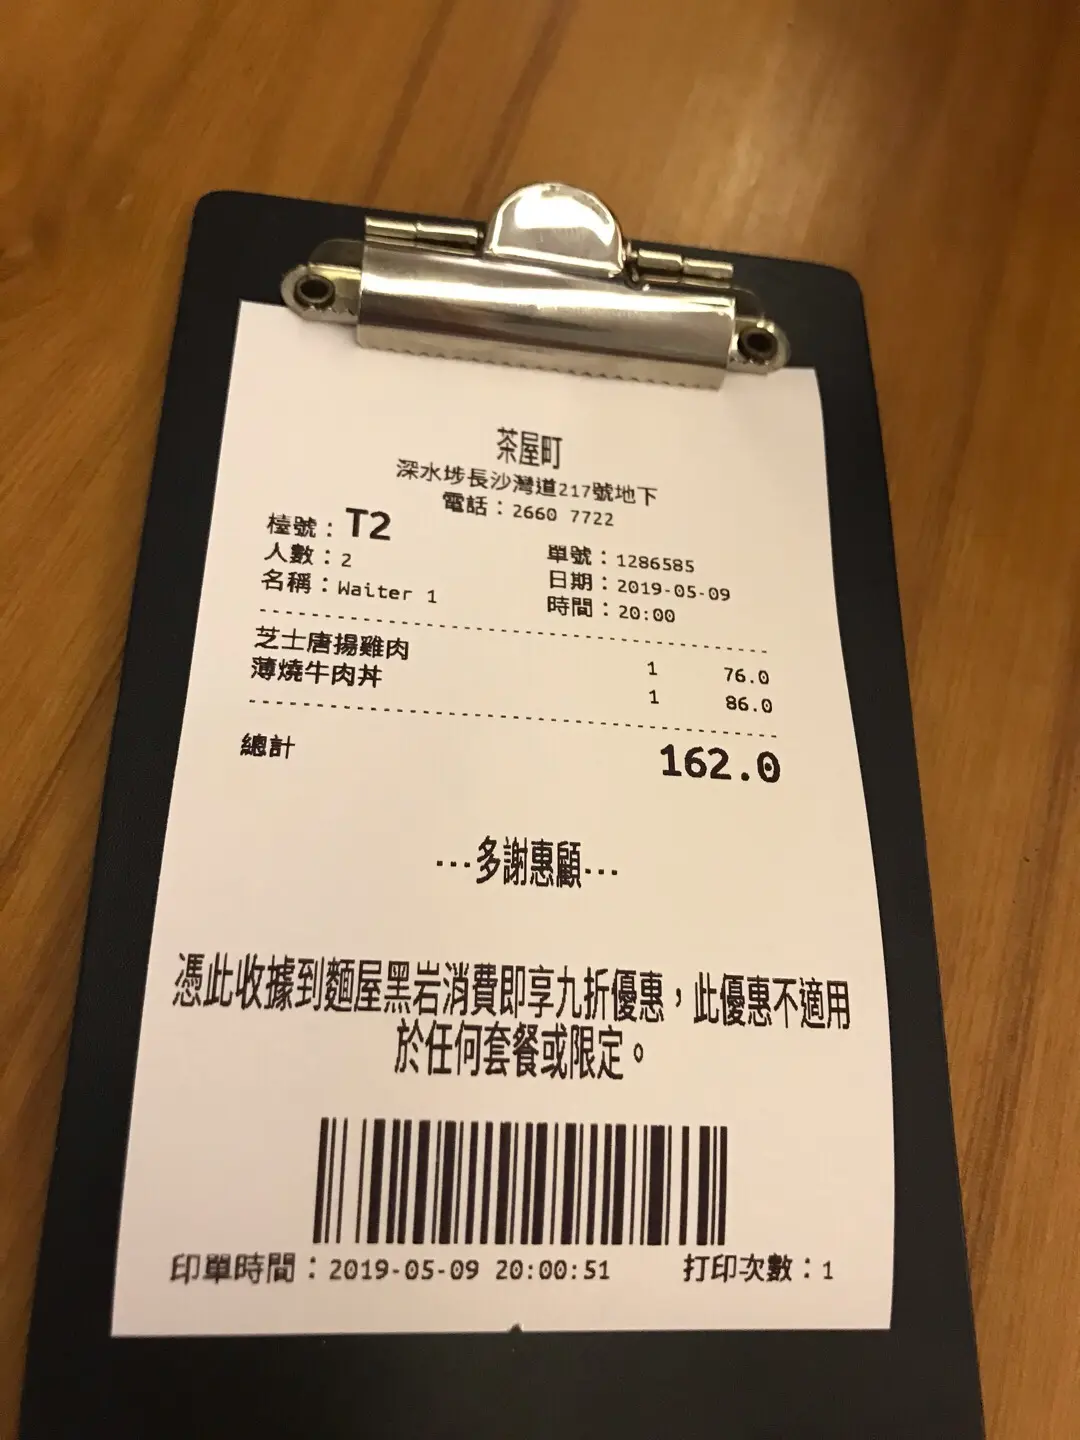 茶屋町
深水埗長沙灣道217號地下
電話：2660 7722
檯號：T2
人數：2
單號：1286585
名稱：Waiter 1
日期：2019-05-09
時間：20:00
芝士唐揚雞肉 1 76.0
薄燒牛肉丼 1 86.0
總計 162.0
---多謝惠顧---
憑此收據到麵屋黑岩消費即享九折優惠，此優惠不適用
於任何套餐或限定。
印單時間：2019-05-09 20:00:51 打印次數：1